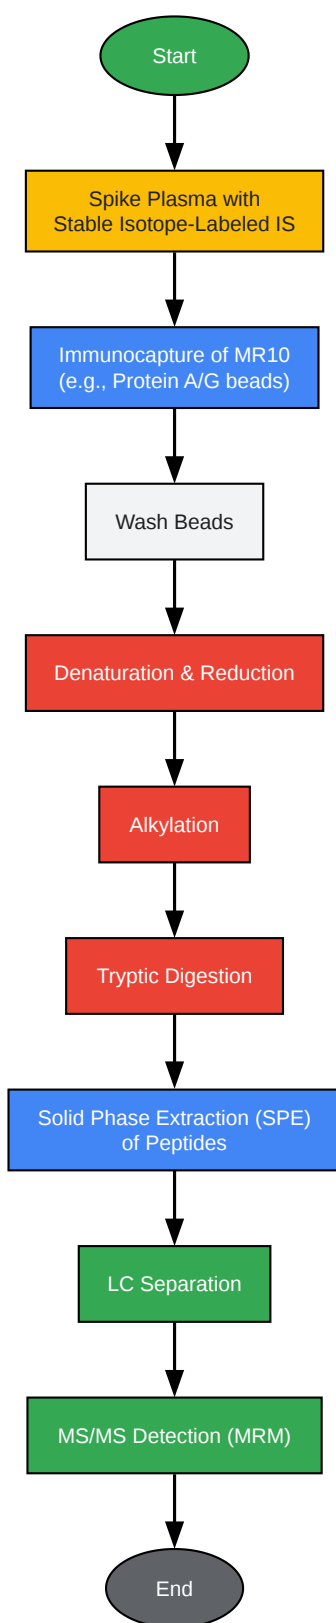 Start
Spike Plasma with
Stable Isotope-Labeled IS
Immunocapture of MR10
(e.g., Protein A/G beads)
Wash Beads
Denaturation & Reduction
Alkylation
Tryptic Digestion
Solid Phase Extraction (SPE)
of Peptides
LC Separation
MS/MS Detection (MRM)
End